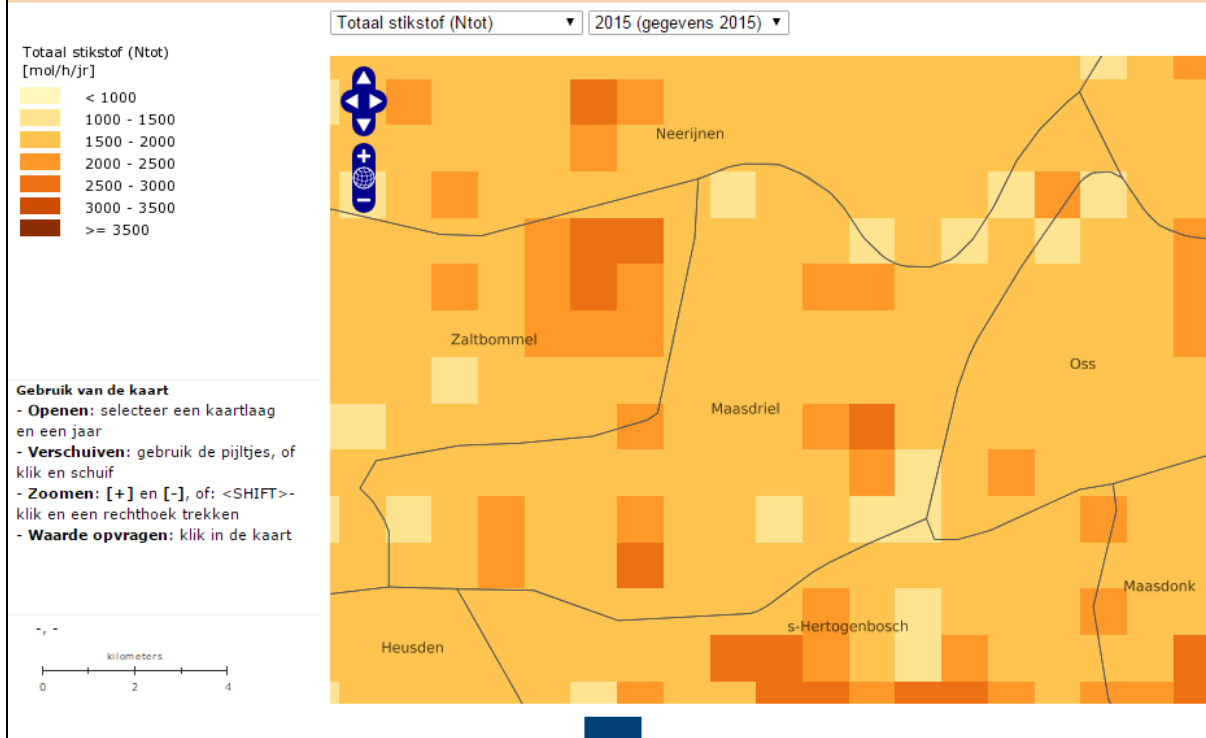 Totaal stikstof (Ntot) ▼ 2015 (gegevens 2015) ▼
Totaal stikstof (Ntot)
[mol/h/jr]
< 1000
1000 - 1500
1500 - 2000
2000 - 2500
2500 - 3000
3000 - 3500
>= 3500
Gebruik van de kaart
- Openen: selecteer een kaartlaag
en een jaar
- Verschuiven: gebruik de pijltjes, of
klik en schuif
- Zoomen: [+] en [-], of: <SHIFT>-
klik en een rechthoek trekken
- Waarde opvragen: klik in de kaart
-, -
kilometers
0 2 4
Neerijnen
Zaltbommel
Oss
Maasdriel
Maasdonk
s-Hertogenbosch
Heusden